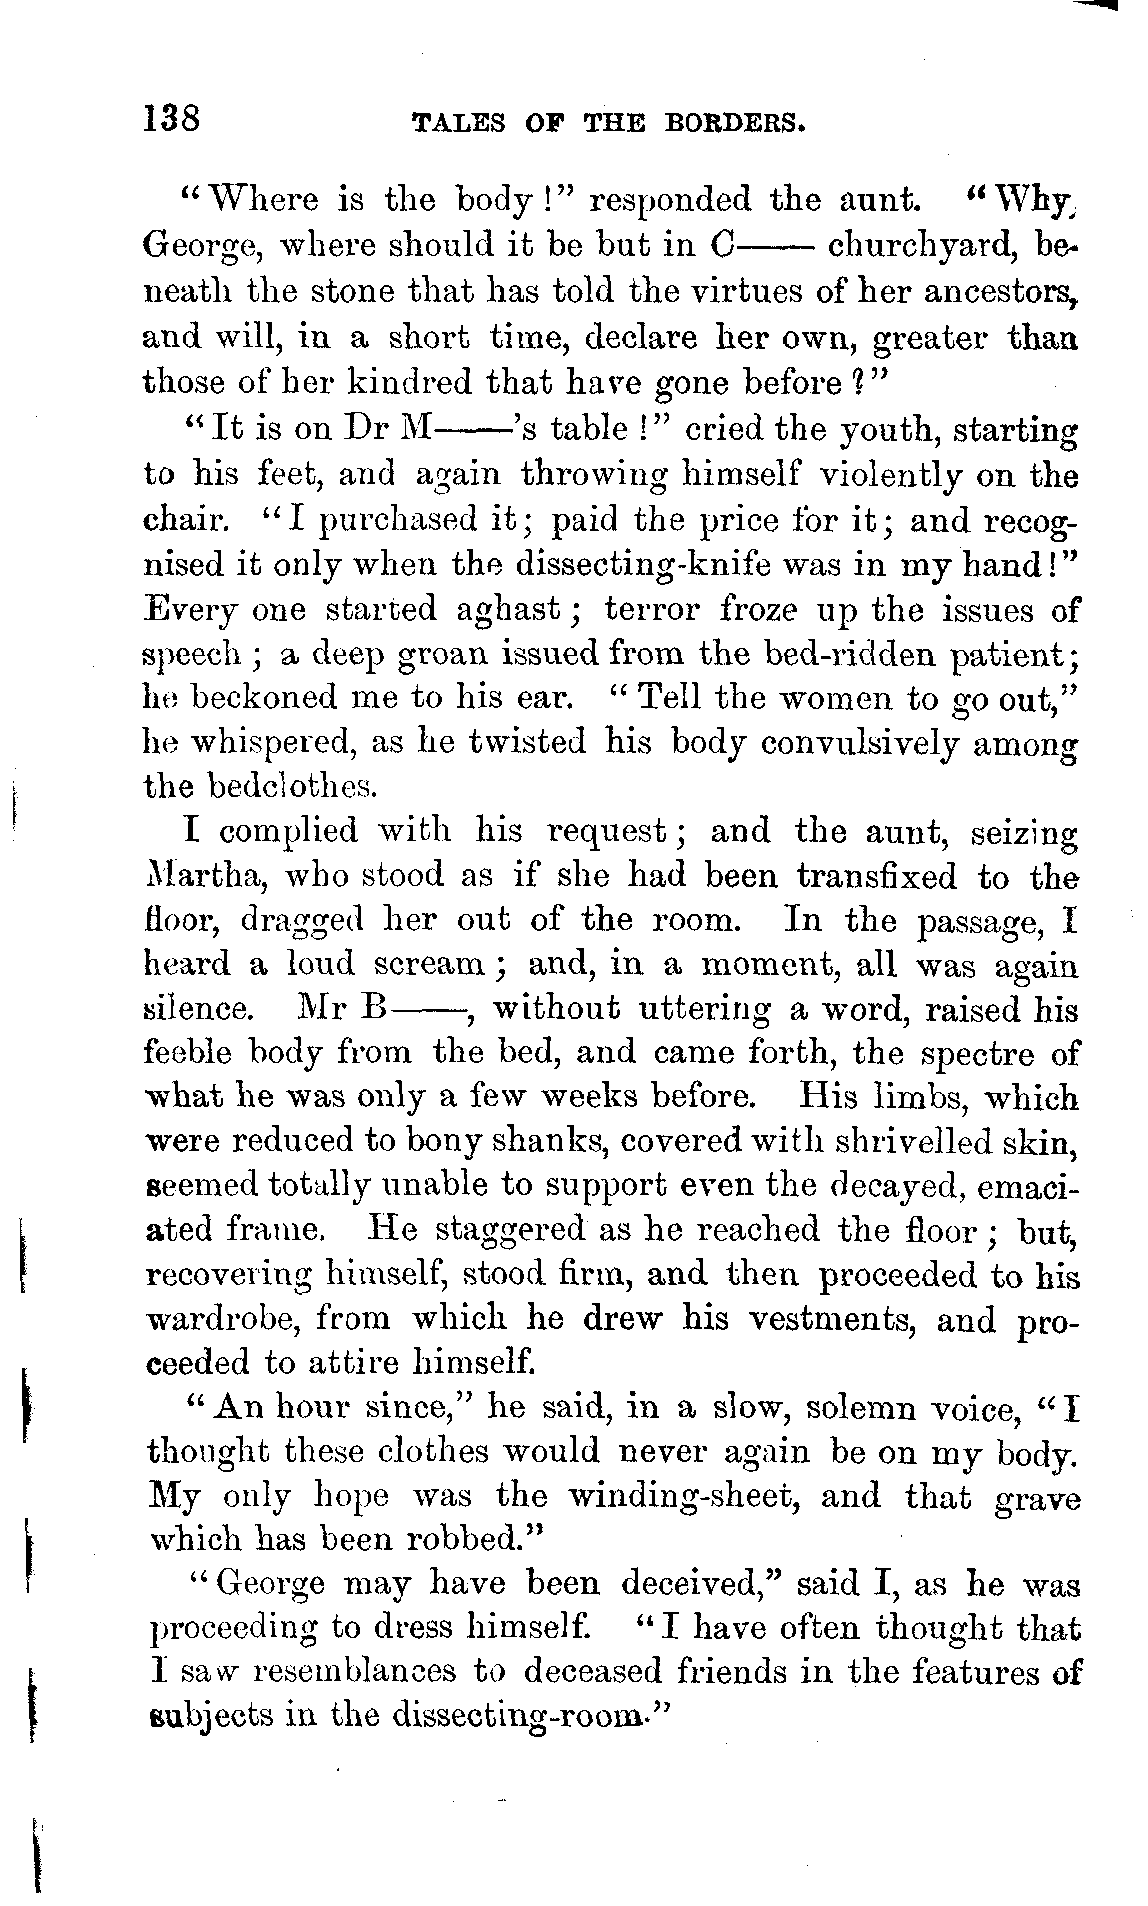 138 TALES OF THE BORDERS.
"Where is the body!" responded the aunt. "Why,
George, where should it be but in C—— churchyard, be-
neath the stone that has told the virtues of her ancestors,
and will, in a short time, declare her own, greater than
those of her kindred that have gone before?"
"It is on Dr M——'s table!" cried the youth, starting
to his feet, and again throwing himself violently on the
chair. "I purchased it; paid the price for it; and recog-
nised it only when the dissecting-knife was in my hand!"
Every one started aghast; terror froze up the issues of
speech; a deep groan issued from the bed-ridden patient;
he beckoned me to his ear. "Tell the women to go out,"
he whispered, as he twisted his body convulsively among
the bedclothes.
I complied with his request; and the aunt, seizing
Martha, who stood as if she had been transfixed to the
floor, dragged her out of the room. In the passage, I
heard a loud scream; and, in a moment, all was again
silence. Mr B——, without uttering a word, raised his
feeble body from the bed, and came forth, the spectre of
what he was only a few weeks before. His limbs, which
were reduced to bony shanks, covered with shrivelled skin,
seemed totally unable to support even the decayed, emaci-
ated frame. He staggered as he reached the floor; but,
recovering himself, stood firm, and then proceeded to his
wardrobe, from which he drew his vestments, and pro-
ceeded to attire himself.
"An hour since," he said, in a slow, solemn voice, "I
thought these clothes would never again be on my body.
My only hope was the winding-sheet, and that grave
which has been robbed."
"George may have been deceived," said I, as he was
proceeding to dress himself. "I have often thought that
I saw resemblances to deceased friends in the features of
subjects in the dissecting-room."